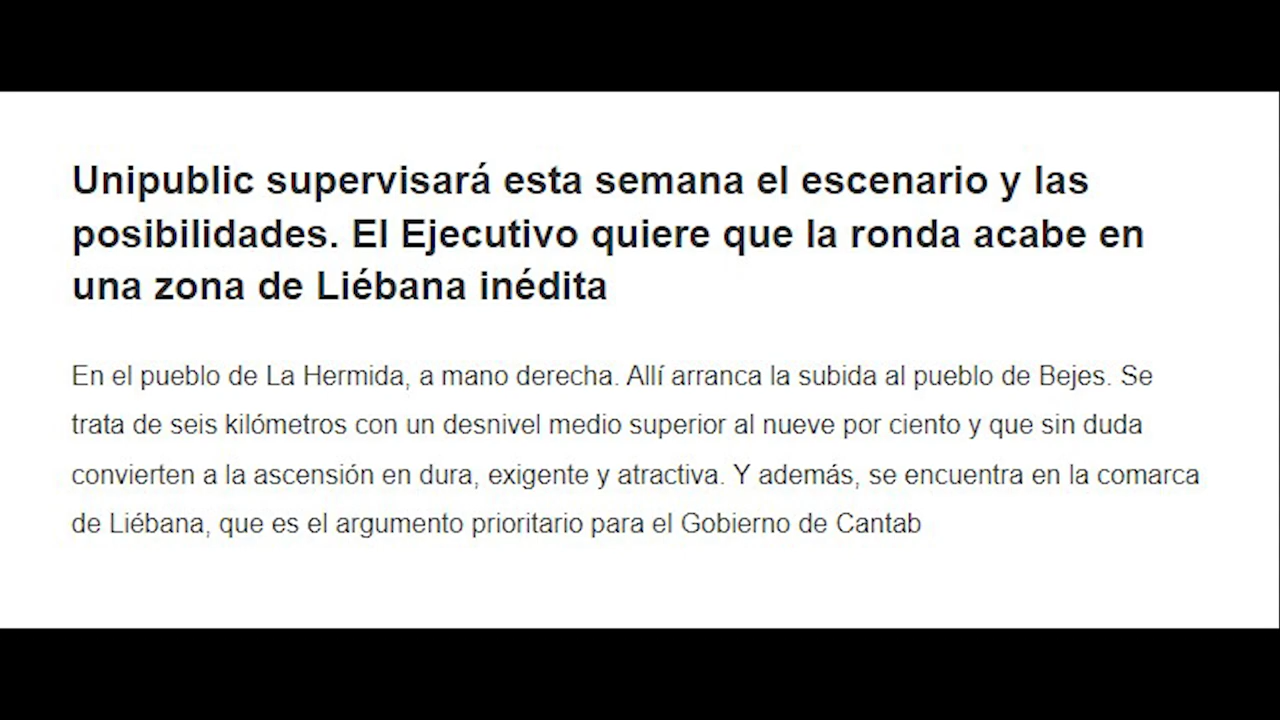 Unipublic supervisará esta semana el escenario y las
posibilidades. El Ejecutivo quiere que la ronda acabe en
una zona de Liébana inédita
En el pueblo de La Hermida, a mano derecha. Allí arranca la subida al pueblo de Bejes. Se
trata de seis kilómetros con un desnivel medio superior al nueve por ciento y que sin duda
convierten a la ascensión en dura, exigente y atractiva. Y además, se encuentra en la comarca
de Liébana, que es el argumento prioritario para el Gobierno de Cantab